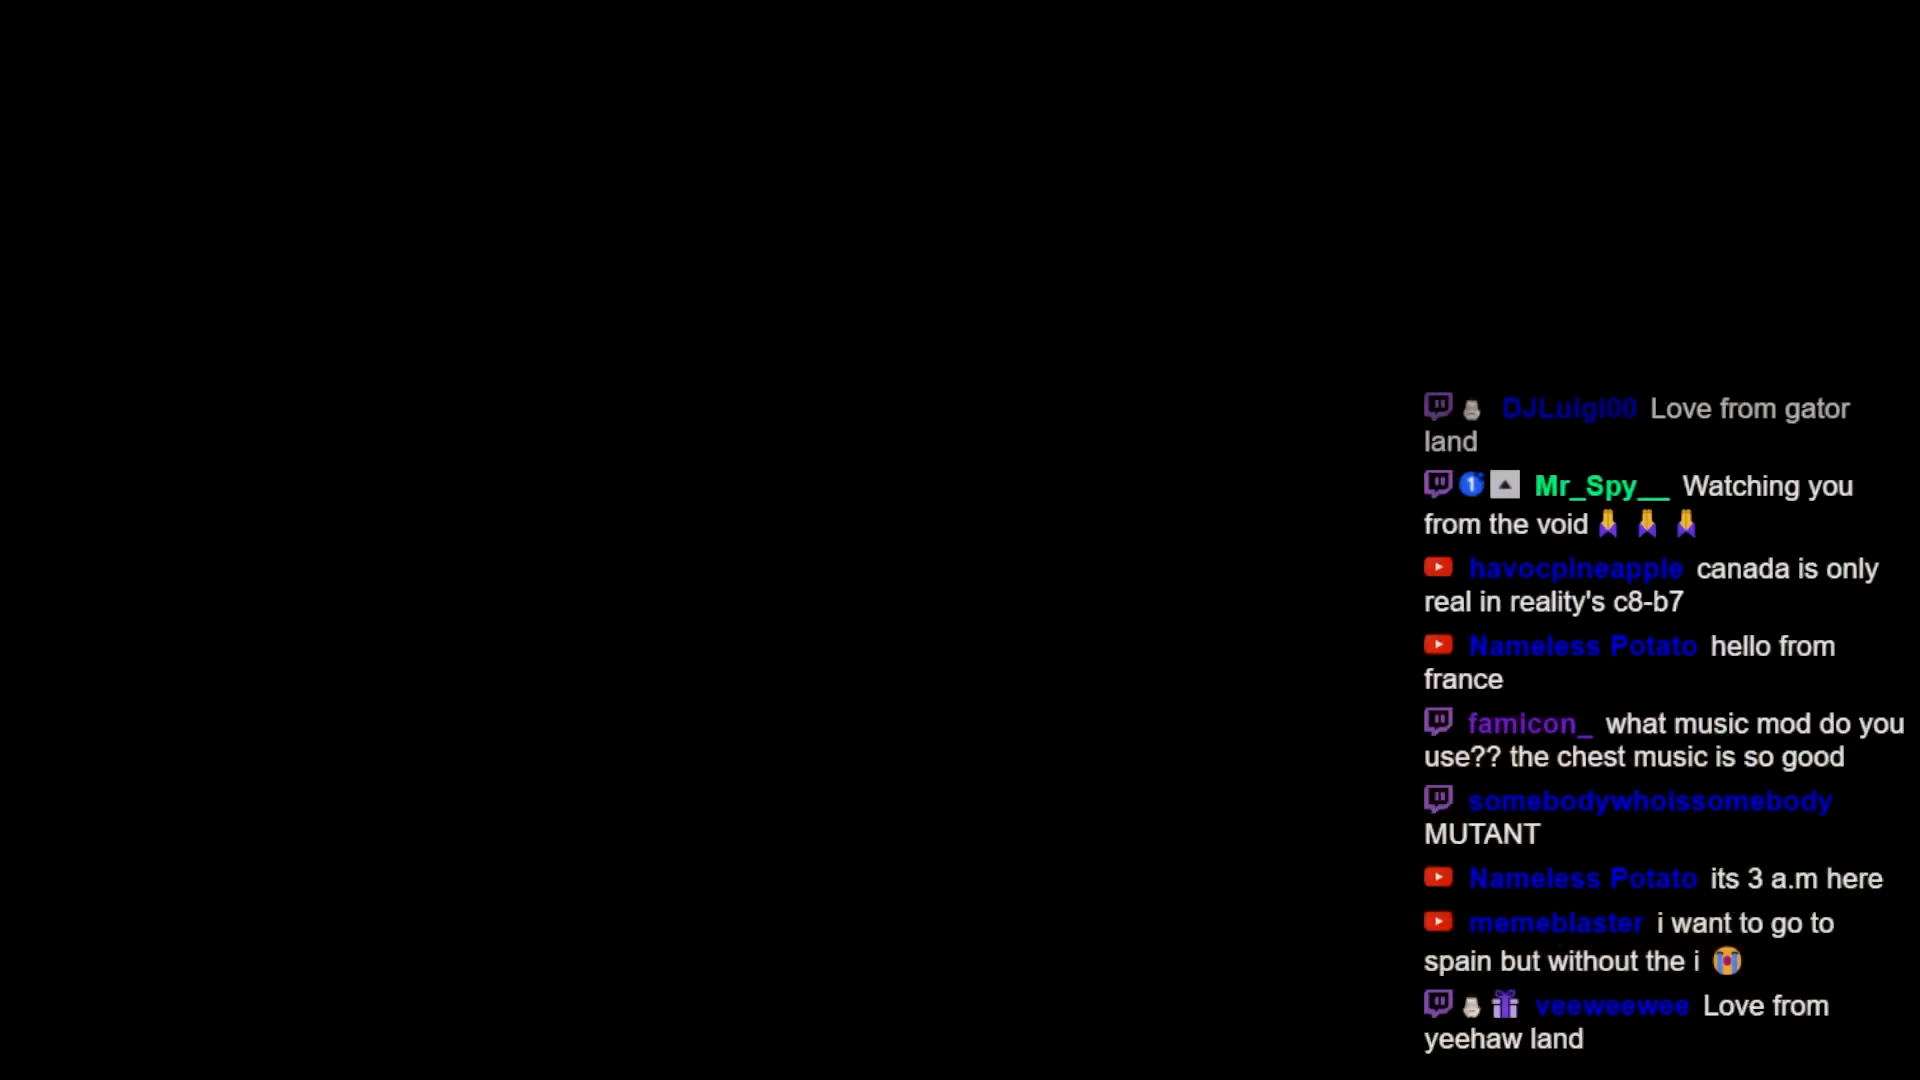 DJLuigi00 Love from gator
land
Mr_Spy__ Watching you
from the void
havocpineapple canada is only
real in reality's c8-b7
Nameless Potato hello from
france
famicon_ what music mod do you
use?? the chest music is so good
somebodywhoissomebody
MUTANT
Nameless Potato its 3 a.m here
memeblaster i want to go to
spain but without the i
veeweewee Love from
yeehaw land